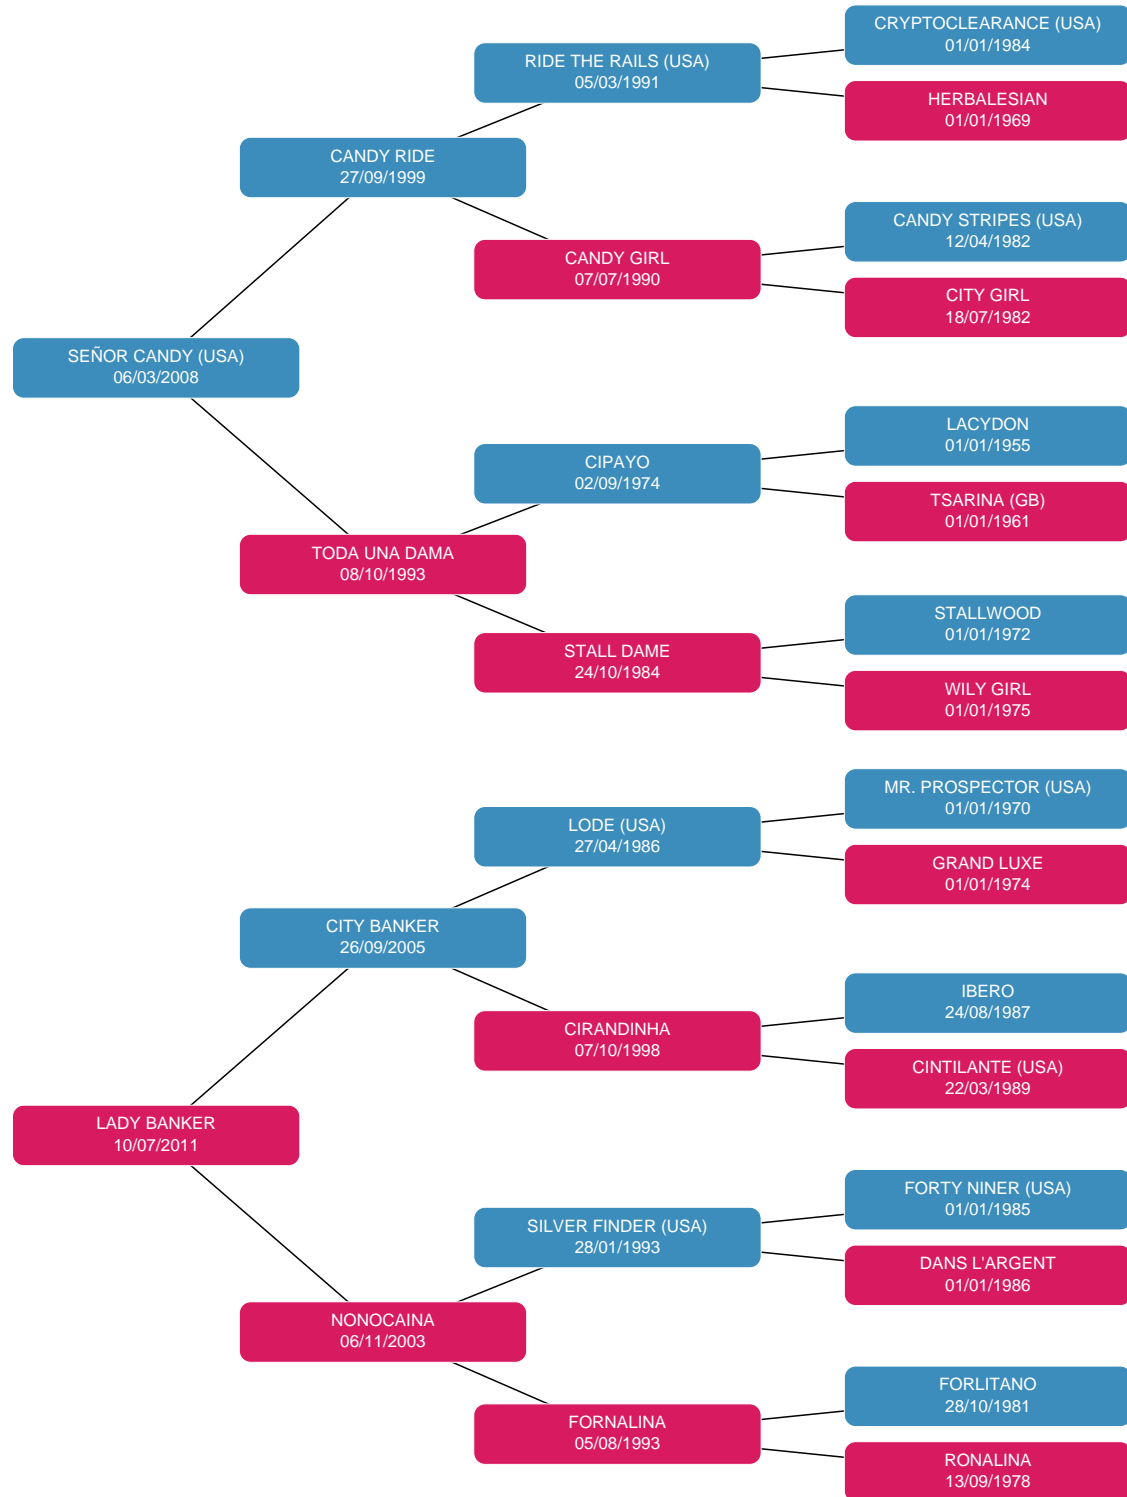 CRYPTOCLEARANCE (USA)
01/01/1984
RIDE THE RAILS (USA)
05/03/1991
HERBALESIAN
01/01/1969
CANDY RIDE
27/09/1999
CANDY STRIPES (USA)
12/04/1982
CANDY GIRL
07/07/1990
CITY GIRL
18/07/1982
SEÑOR CANDY (USA)
06/03/2008
LACYDON
01/01/1955
CIPAYO
02/09/1974
TSARINA (GB)
01/01/1961
TODA UNA DAMA
08/10/1993
STALLWOOD
01/01/1972
STALL DAME
24/10/1984
WILY GIRL
01/01/1975
MR. PROSPECTOR (USA)
01/01/1970
LODE (USA)
27/04/1986
GRAND LUXE
01/01/1974
CITY BANKER
26/09/2005
IBERO
24/08/1987
CIRANDINHA
07/10/1998
CINTILANTE (USA)
22/03/1989
LADY BANKER
10/07/2011
FORTY NINER (USA)
01/01/1985
SILVER FINDER (USA)
28/01/1993
DANS L'ARGENT
01/01/1986
NONOCAINA
06/11/2003
FORLITANO
28/10/1981
FORNALINA
05/08/1993
RONALINA
13/09/1978